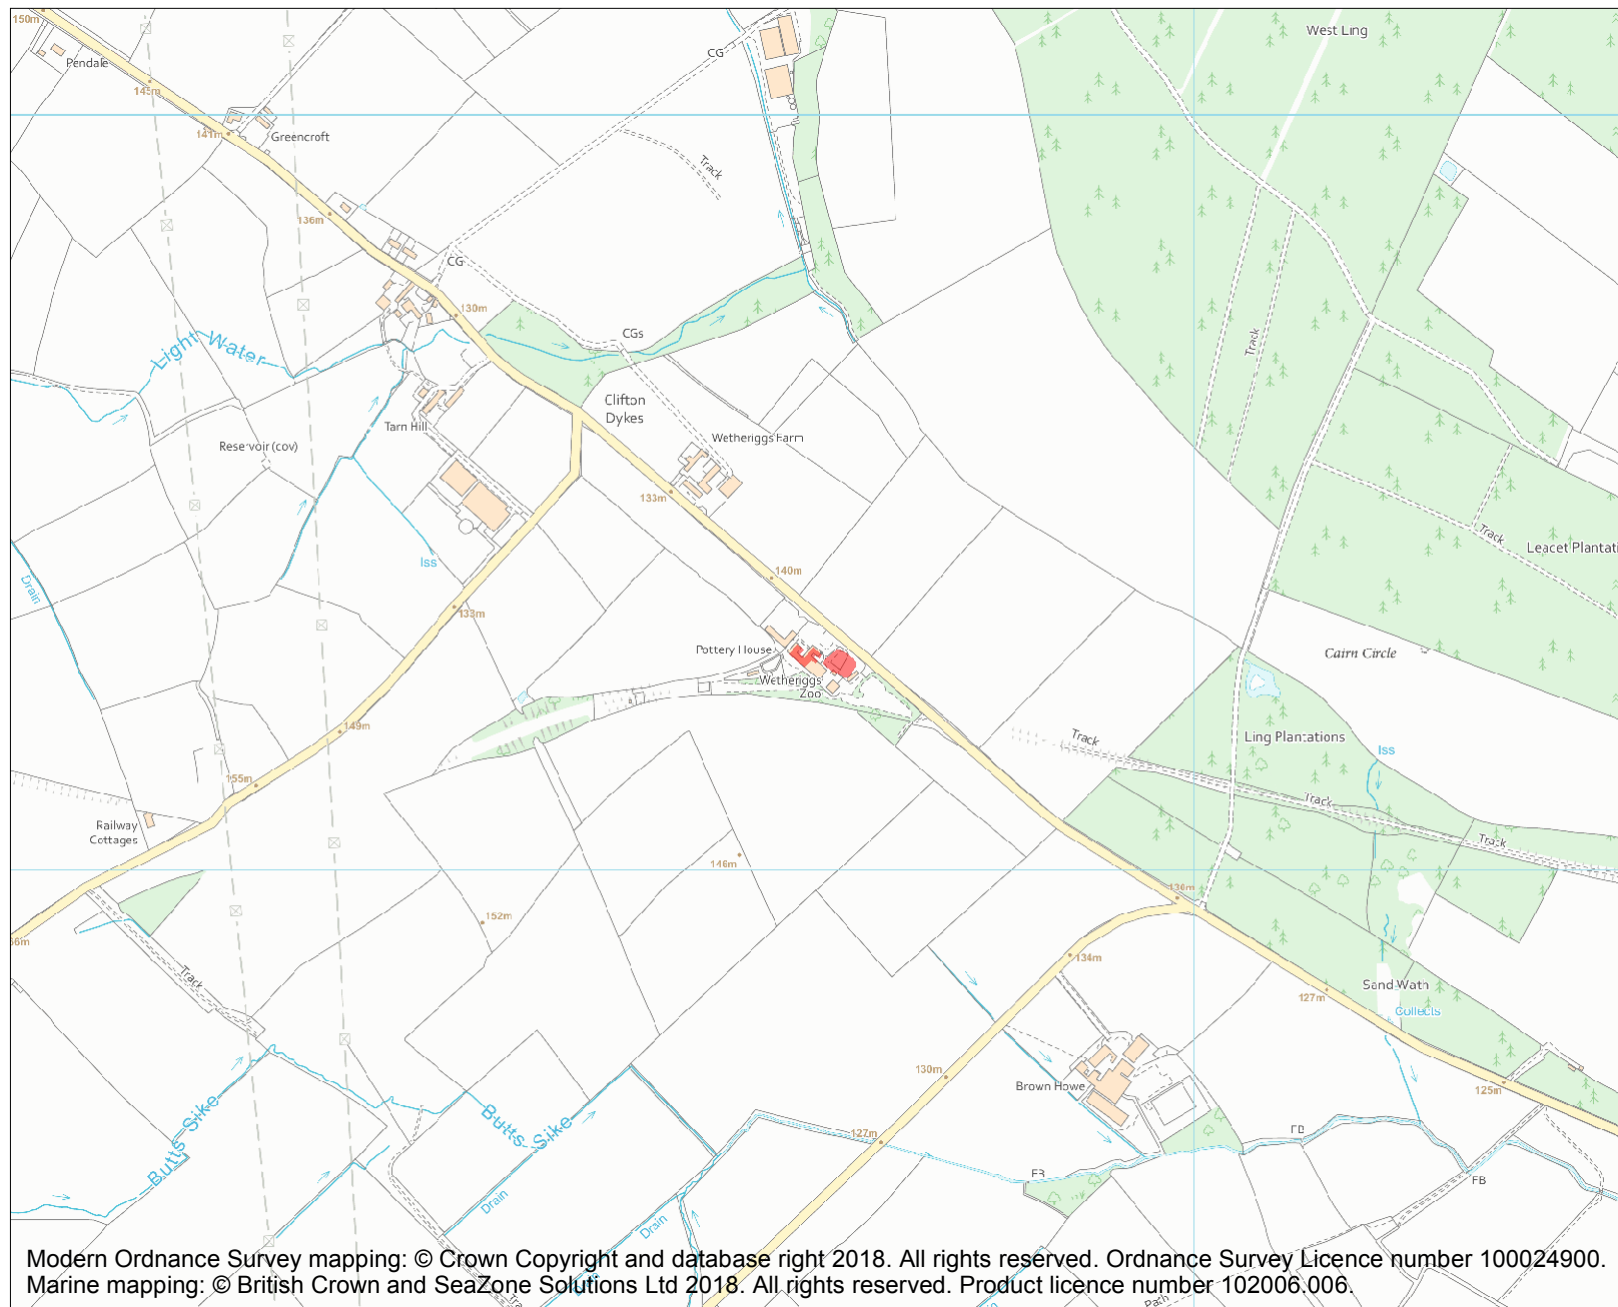 150m
West Ling
Pendale
CG
145m
141m
Greencroft
Track
136m
CG
130m
Light Water
CGs
Track
Clifton
Dykes
Tarn Hill
Wetheriggs Farm
Reservoir (cov)
133m
Track
Leacet Plantati
Iss
140m
Drain
133m
Pottery House
Cairn Circle
Wetheriggs
Zoo
149m
Track
Ling Plantations
Iss
155m
Track
Railway
Cottages
Track
146m
136m
152m
56m
134m
Track
Sand Wath
127m
Collects
130m
Brown Howe
125m
Butts Sike
Butts Sike
127m
FB
FB
FB
Drain
Drain
Modern Ordnance Survey mapping: © Crown Copyright and database right 2018. All rights reserved. Ordnance Survey Licence number 100024900.
Marine mapping: © British Crown and SeaZone Solutions Ltd 2018. All rights reserved. Product licence number 102006.006.
Path